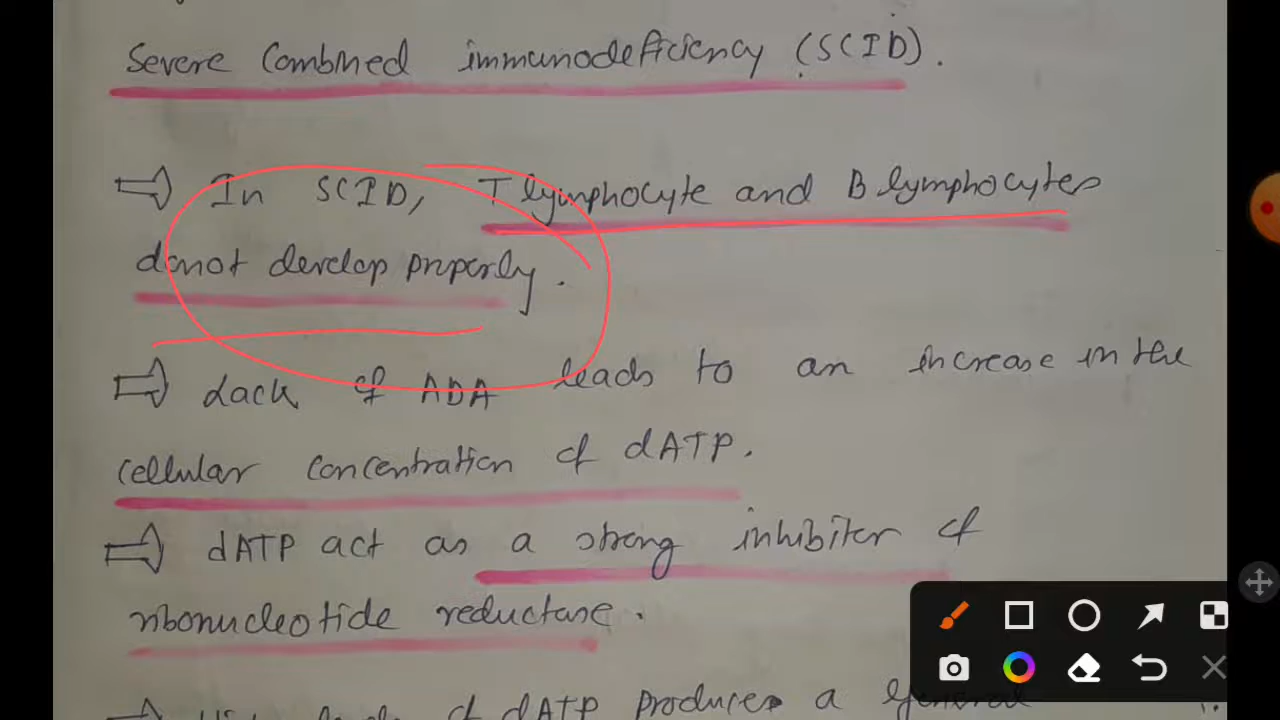 Severe Combined immunodeficiency (SCID).
⇒ In SCID, T lymphocyte and B lymphocytes
donot develop properly.
⇒ Lack of ADA leads to an increase in the
cellular concentration of dATP.
⇒ dATP act as a strong inhibitor of
ribonucleotide reductase.
of dATP produces a General